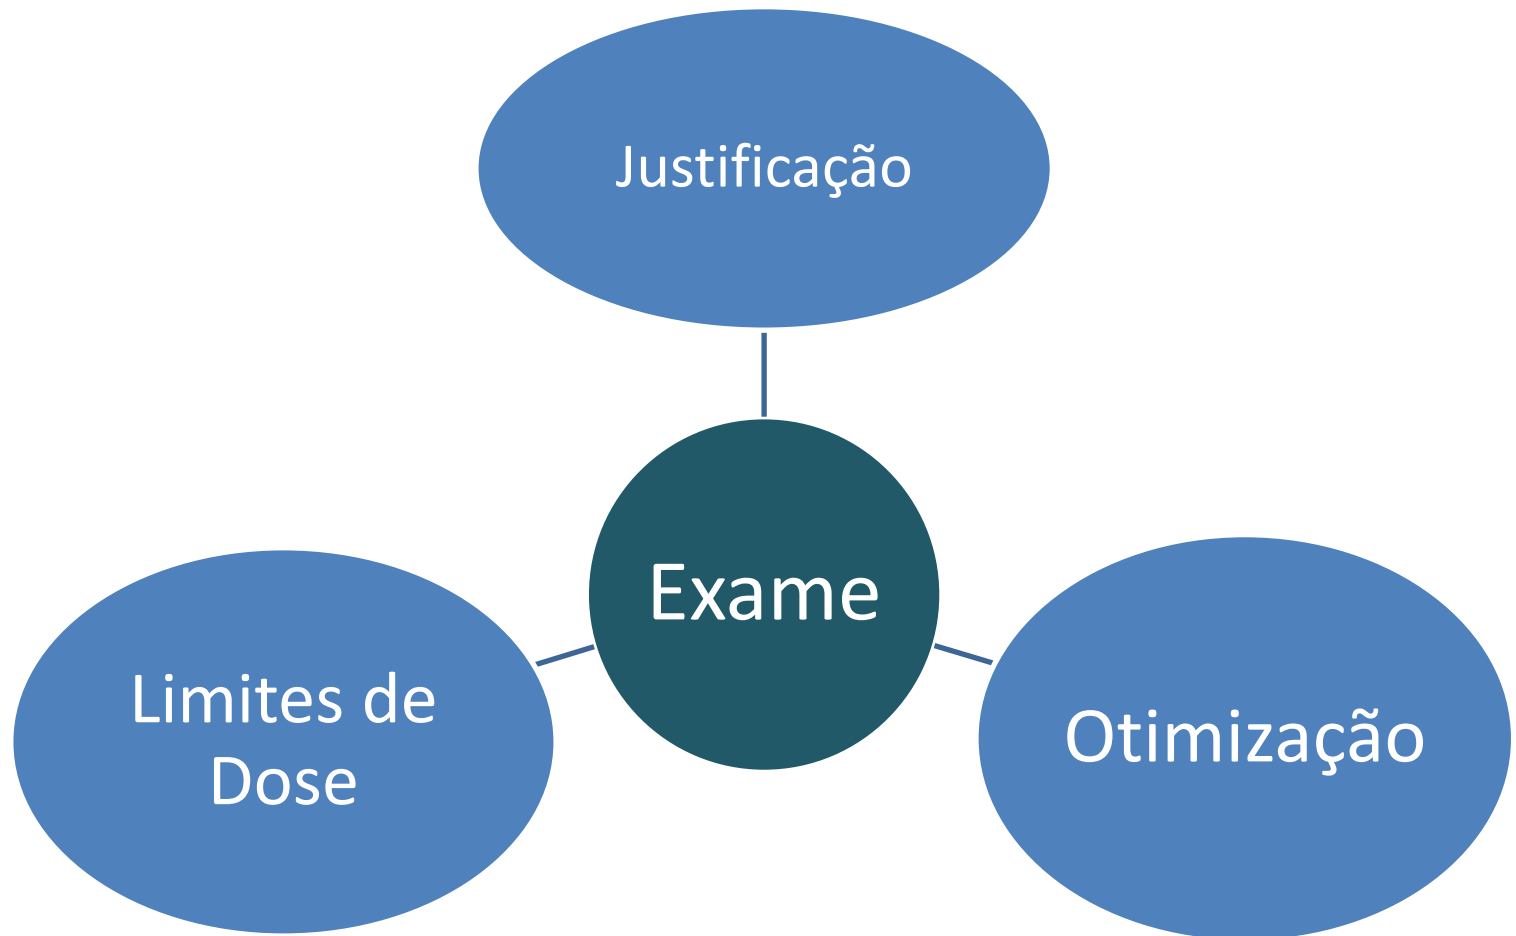 Justificação
Exame
Limites de
Dose
Otimização